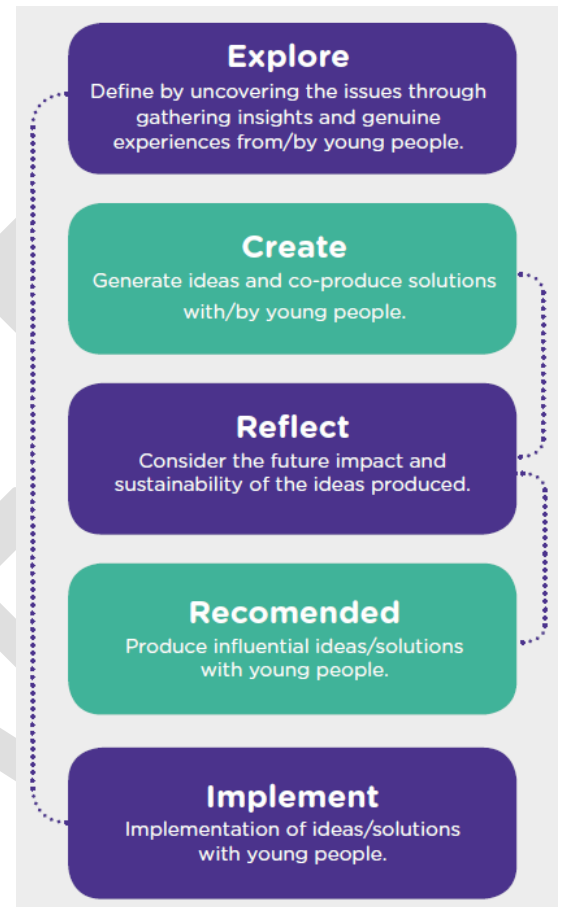 Explore
Define by uncovering the issues through
gathering insights and genuine
experiences from/by young people.
Create
Generate ideas and co-produce solutions
with/by young people.
Reflect
Consider the future impact and
sustainability of the ideas produced.
Recomended
Produce influential ideas/solutions
with young people.
Implement
Implementation of ideas/solutions
with young people.